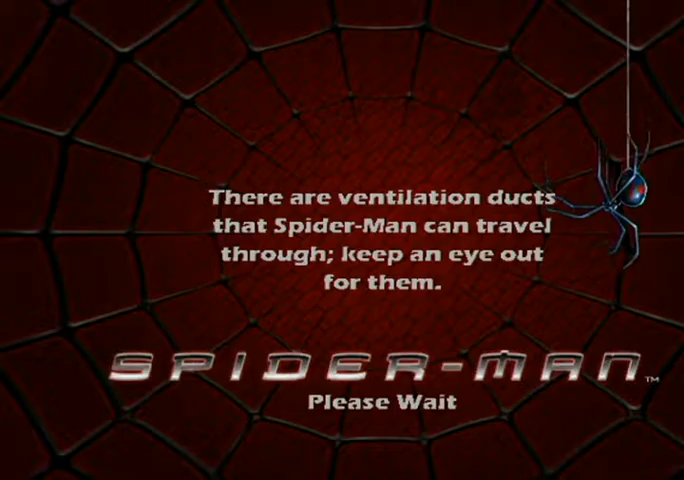 There are ventilation ducts
that Spider-Man can travel
through; keep an eye out
for them.
SPIDER-MAN™
Please Wait